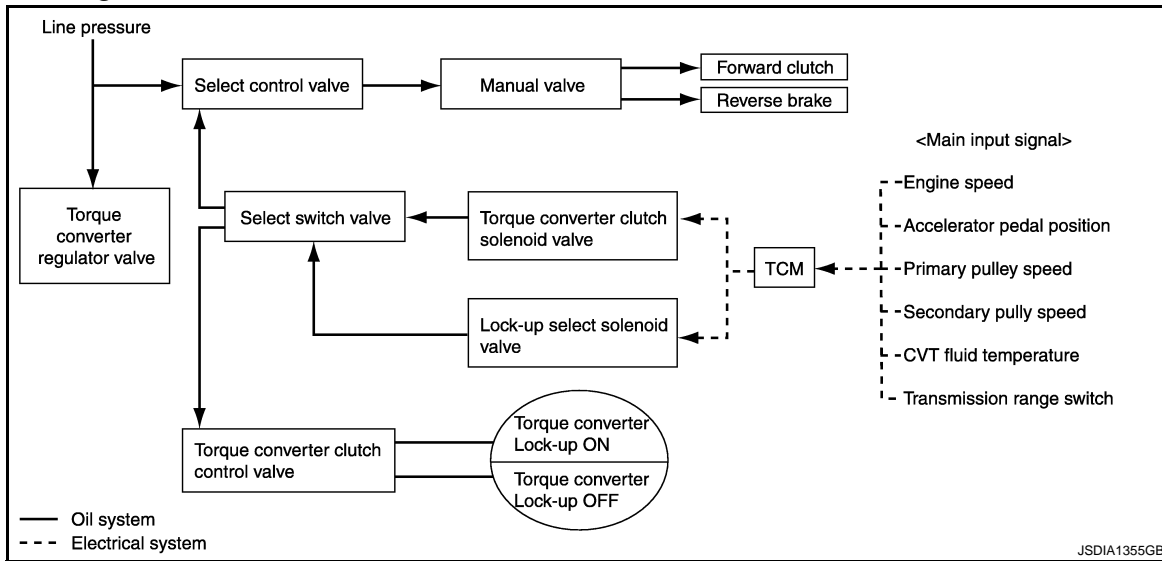 Line pressure
Select control valve
Manual valve
Forward clutch
Reverse brake
<Main input signal>
Torque
converter
regulator valve
Select switch valve
Torque converter clutch
solenoid valve
TCM
Lock-up select solenoid
valve
Engine speed
Accelerator pedal position
Primary pulley speed
Secondary pully speed
CVT fluid temperature
Transmission range switch
Torque converter clutch
control valve
Torque converter
Lock-up ON
Torque converter
Lock-up OFF
Oil system
Electrical system
JSDIA1355GB